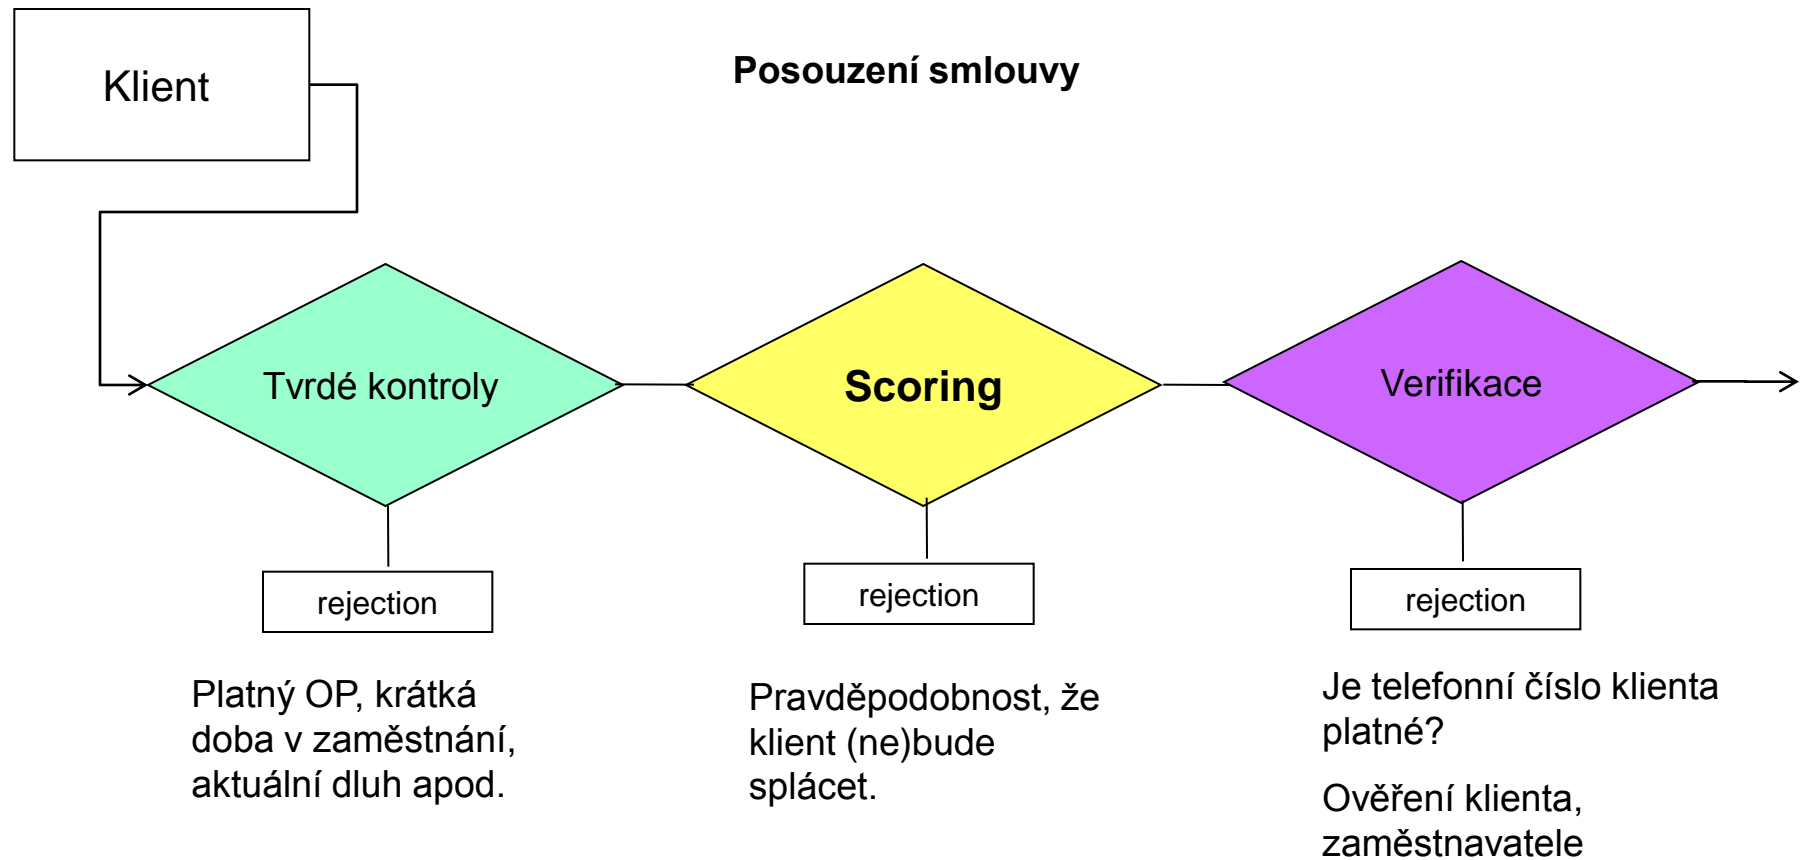 Klient
Posouzení smlouvy
Tvrdé kontroly
Scoring
Verifikace
rejection
rejection
rejection
Platný OP, krátká
doba v zaměstnání,
aktuální dluh apod.
Pravděpodobnost, že
klient (ne)bude
splácet.
Je telefonní číslo klienta
platné?
Ověření klienta,
zaměstnavatele